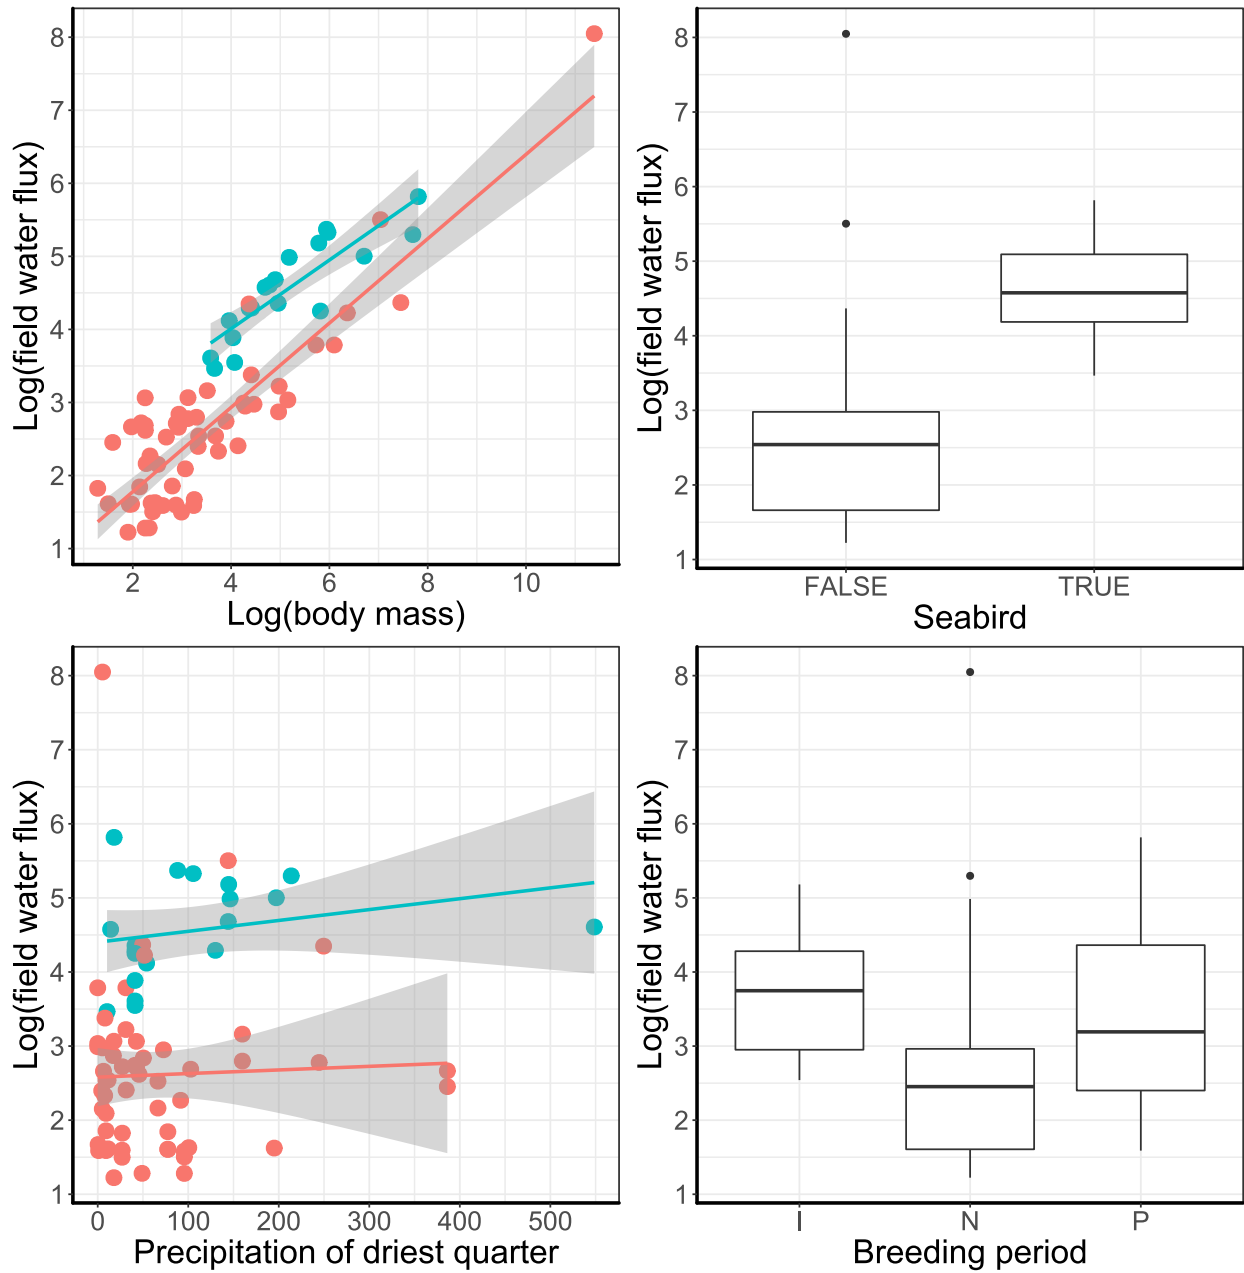 Log(field water flux)
8
7
6
5
4
3
2
1
2 4 6 8 10
Log(body mass)
Log(field water flux)
8
7
6
5
4
3
2
1
FALSE TRUE
Seabird
Log(field water flux)
8
7
6
5
4
3
2
1
0 100 200 300 400 500
Precipitation of driest quarter
Log(field water flux)
8
7
6
5
4
3
2
1
I N P
Breeding period